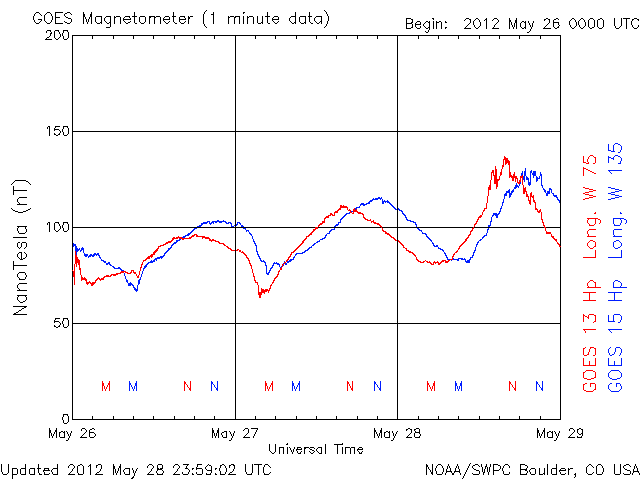 GOES Magnetometer (1 minute data)
Begin: 2012 May 26 0000 UTC
200
150
100
50
0
NanoTesla (nT)
M M N N M M N N M M N N
May 26 May 27 May 28 May 29
Universal Time
GOES 13 Hp Long. W 75
GOES 15 Hp Long. W 135
Updated 2012 May 28 23:59:02 UTC
NOAA/SWPC Boulder, CO USA